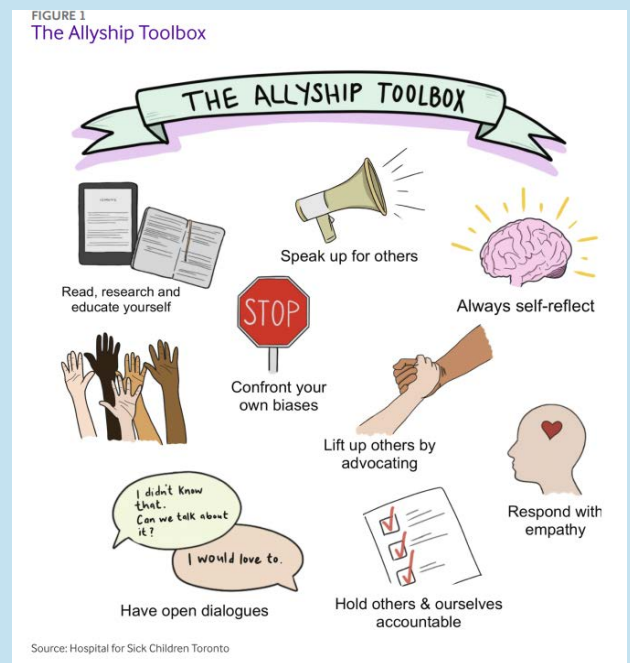 FIGURE 1
The Allyship Toolbox
THE ALLYSHIP TOOLBOX
Speak up for others
Read, research and
educate yourself
Always self-reflect
STOP
Confront your
own biases
Lift up others by
advocating
Respond with
empathy
I didn't know
that.
Can we talk about
it?
I would love to.
Have open dialogues
Hold others & ourselves
accountable
Source: Hospital for Sick Children Toronto